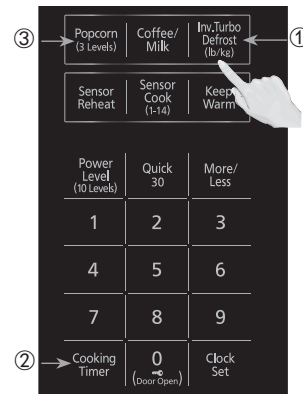 ③ Popcorn Coffee/ Inv.Turbo ①
(3 Levels) Milk Defrost
(lb/kg)
Sensor Sensor Keep
Reheat Cook Warm
(1-14)
Power Quick More/
Level 30 Less
(10 Levels)
1 2 3
4 5 6
7 8 9
② Cooking 0 Clock
Timer (Door Open) Set